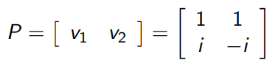 P = [ v₁ v₂ ] = [ 1 1
i -i ]